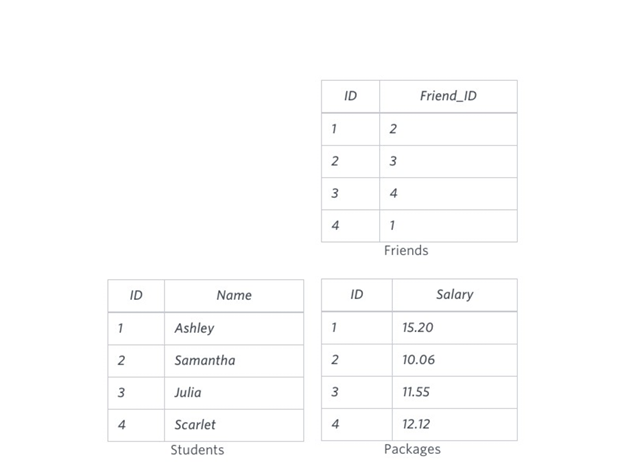 ID Friend_ID
1 2
2 3
3 4
4 1
Friends
ID Name
1 Ashley
2 Samantha
3 Julia
4 Scarlet
Students
ID Salary
1 15.20
2 10.06
3 11.55
4 12.12
Packages